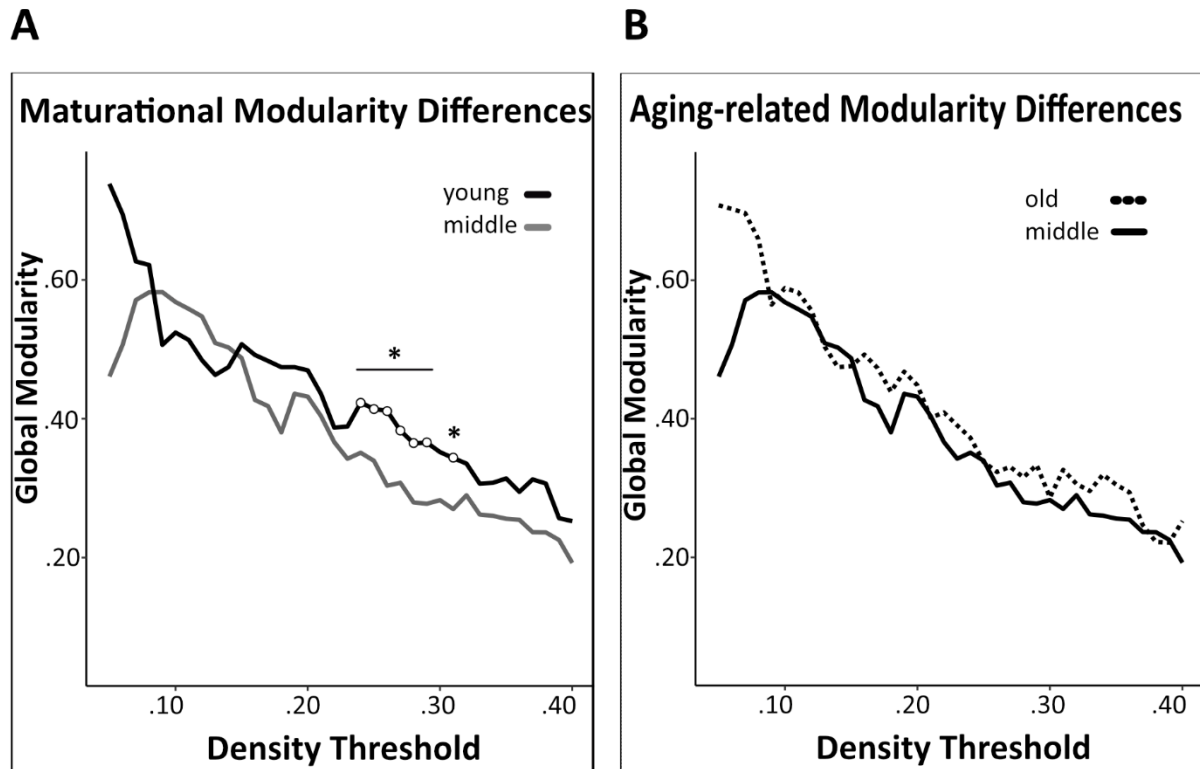 A
Maturational Modularity Differences
young
middle
Global Modularity
.60
.40
.20
*
*
.10 .20 .30 .40
Density Threshold
B
Aging-related Modularity Differences
old
middle
Global Modularity
.60
.40
.20
.10 .20 .30 .40
Density Threshold